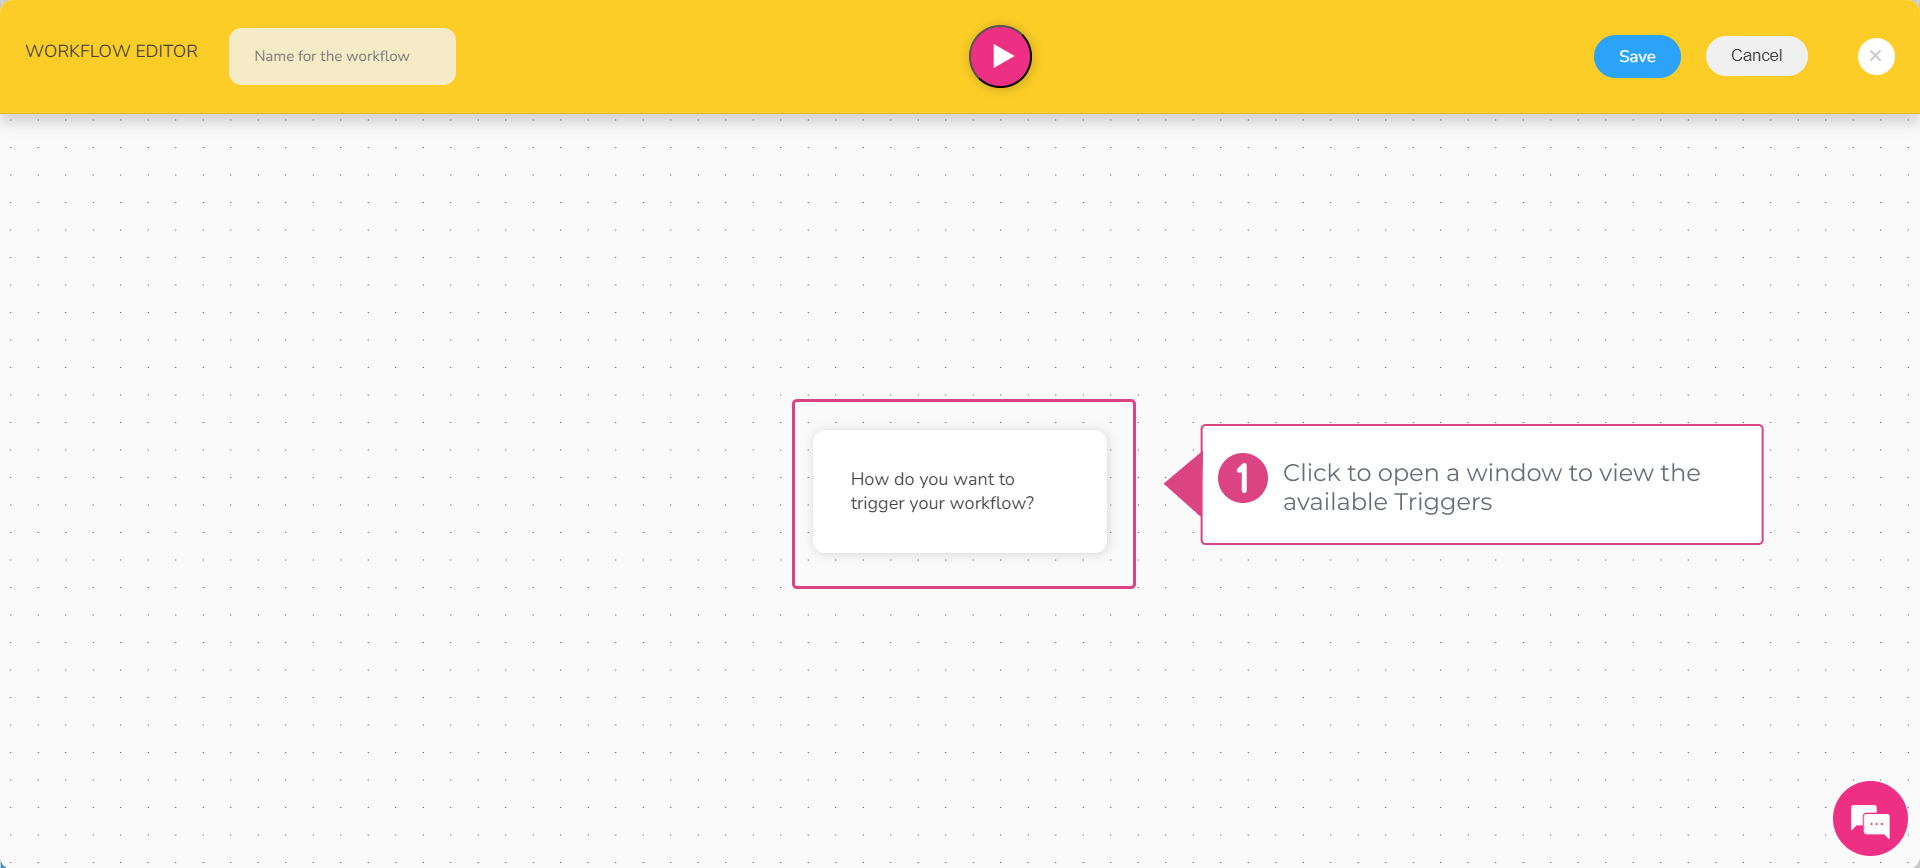 WORKFLOW EDITOR
Name for the workflow
Save
Cancel
How do you want to
trigger your workflow?
1
Click to open a window to view the
available Triggers